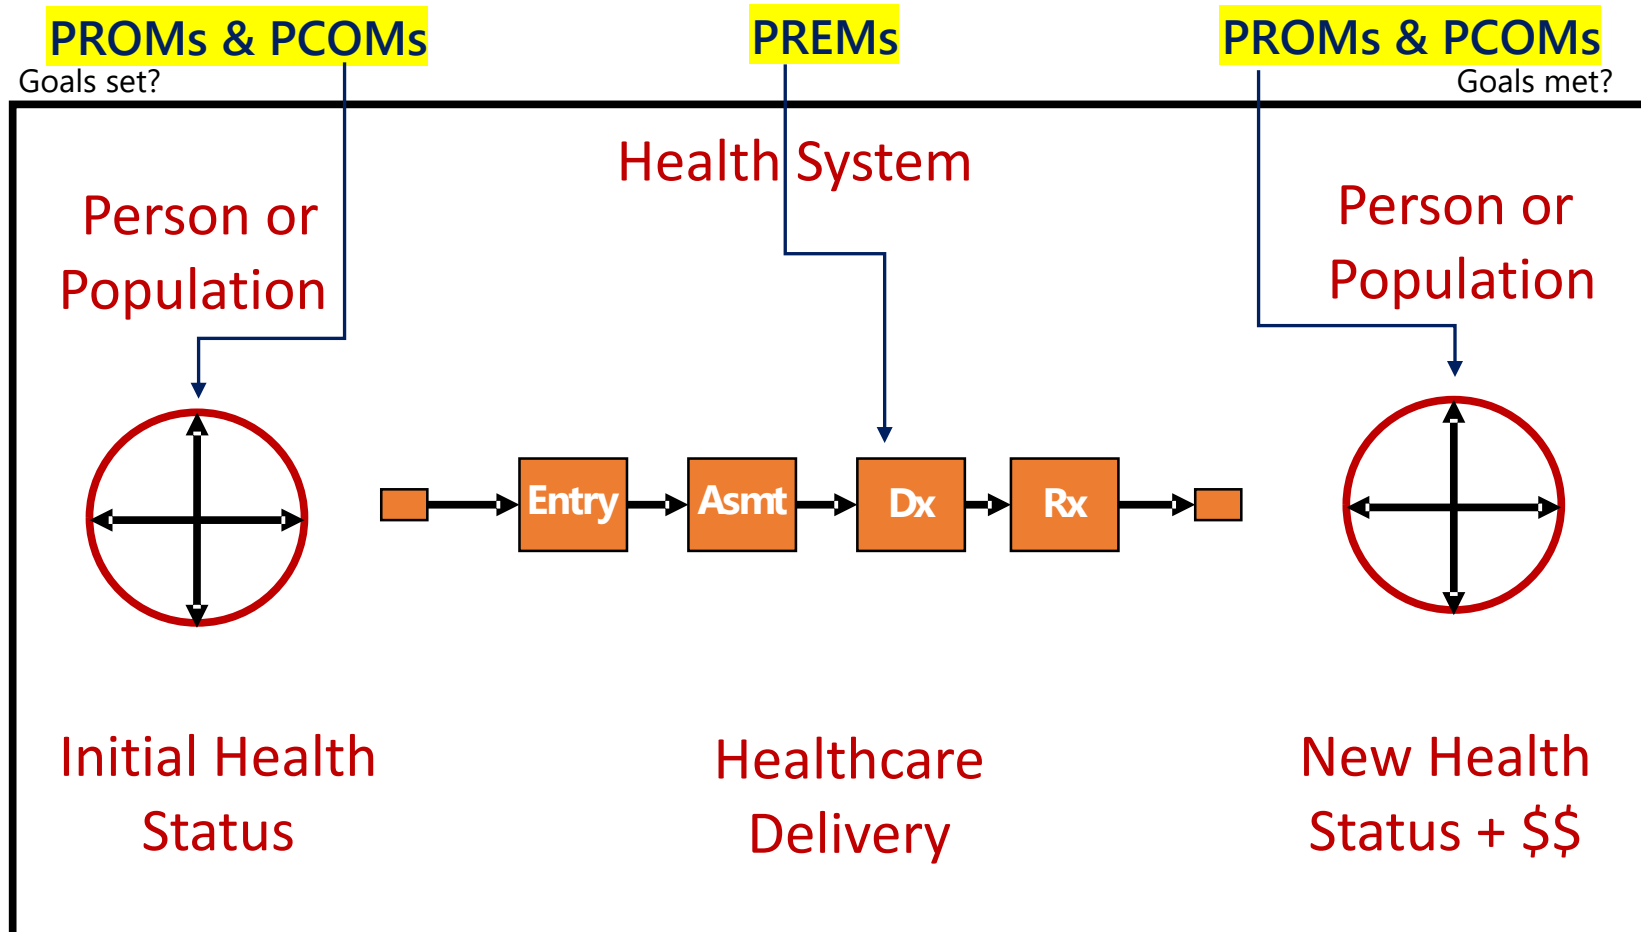 PROMs & PCOMs
PREMs
PROMs & PCOMs
Goals set?
Goals met?
Health System
Person or
Population
Person or
Population
Entry
Asmt
Dx
Rx
Initial Health
Status
Healthcare
Delivery
New Health
Status + $$